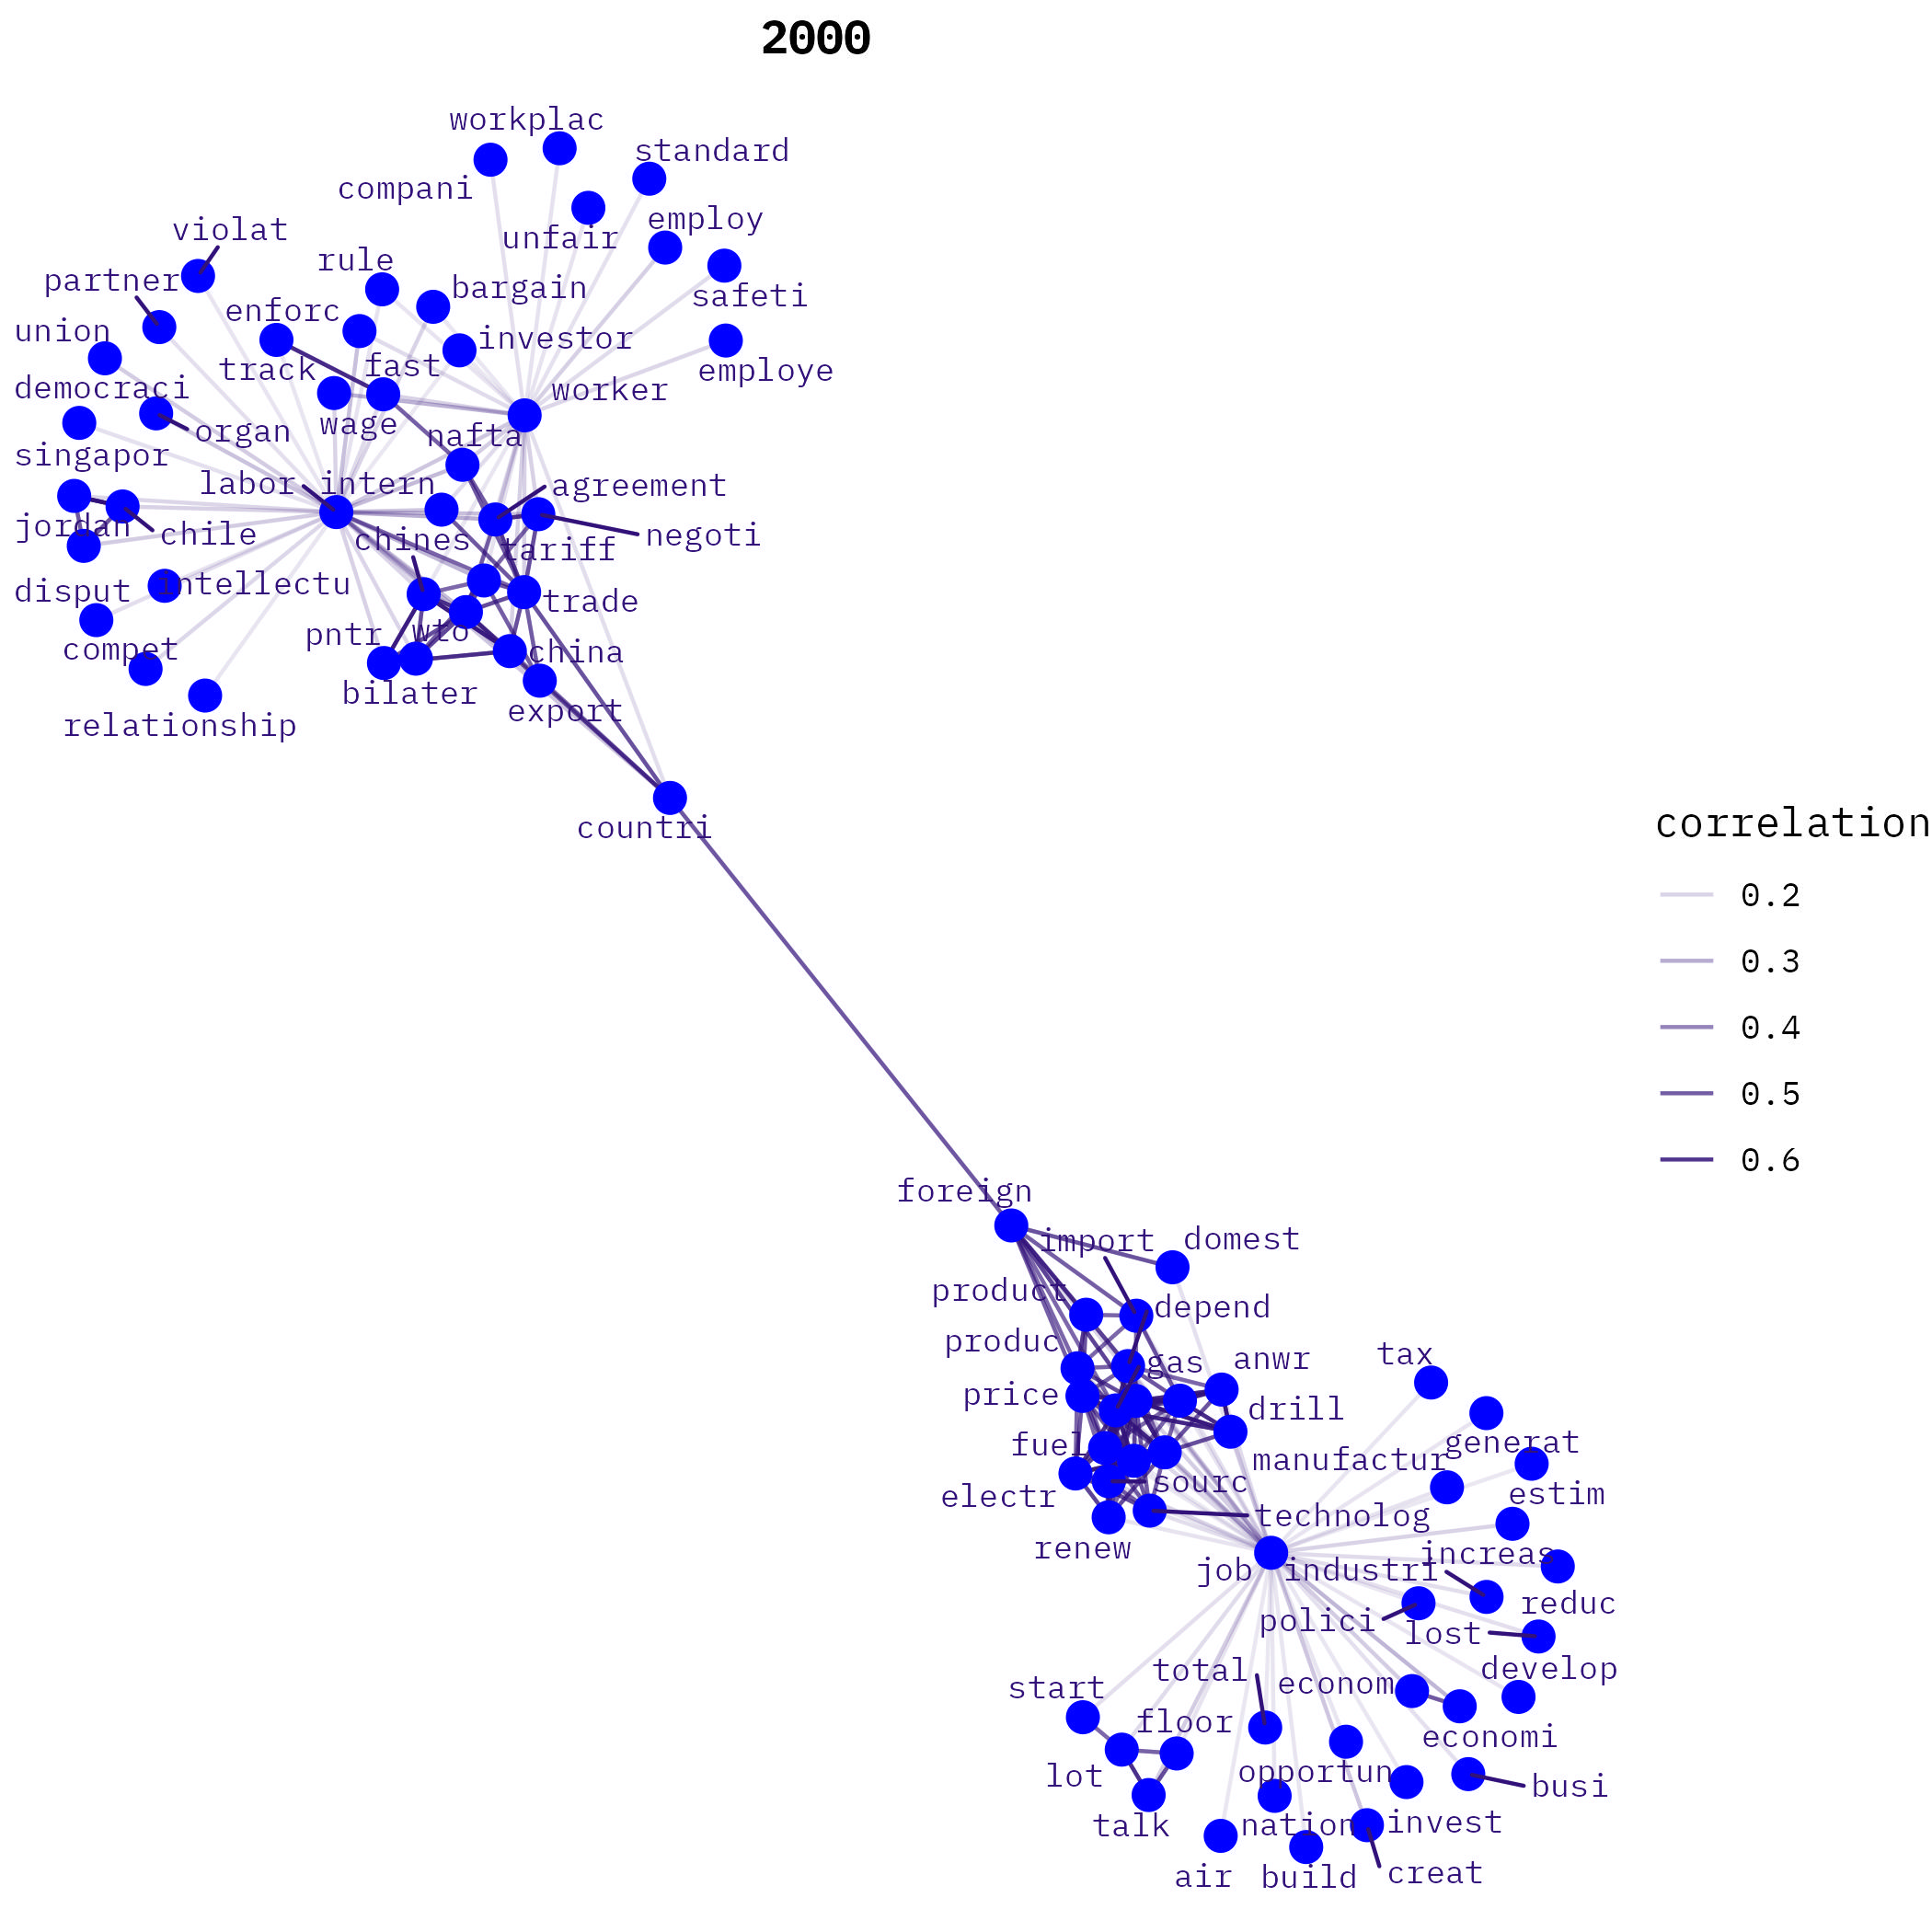 2000
workplac
standard
compani
employ
violat
unfair
rule
partner
bargain
safeti
enforc
union
investor
track
fast
employe
democraci
worker
wage
organ
nafta
singapor
labor
intern
agreement
jordan
chile
chines
tariff
negoti
disput
intellectu
trade
pntr
wto
compet
china
bilater
export
relationship
countri
correlation
0.2
0.3
0.4
0.5
0.6
foreign
import
domest
product
depend
produc
gas
anwr
tax
price
drill
fuel
generat
manufactur
sourc
electr
estim
technolog
renew
increas
job
industri
reduc
polici
lost
total
develop
start
econom
floor
economi
lot
opportun
busi
talk
nation
invest
air
build
creat